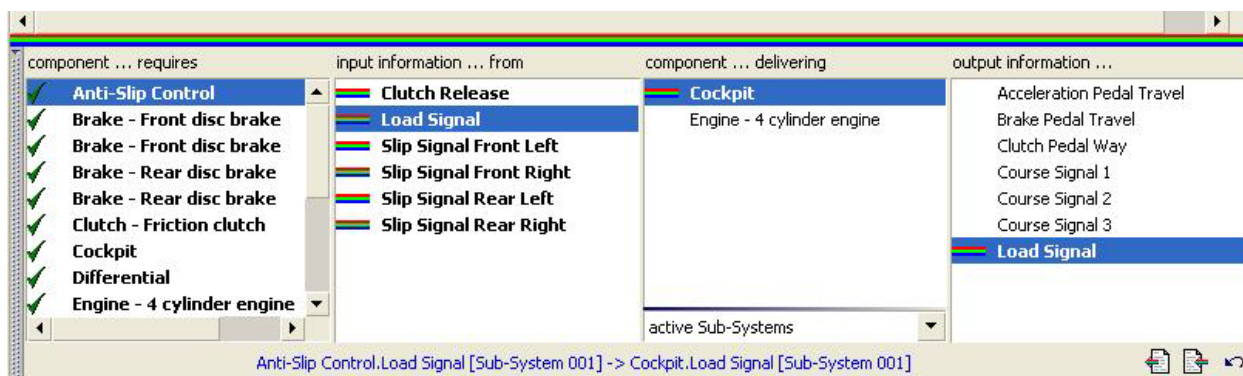 component ... requires
input information ... from
component ... delivering
output information ...
Anti-Slip Control
Brake - Front disc brake
Brake - Front disc brake
Brake - Rear disc brake
Brake - Rear disc brake
Clutch - Friction clutch
Cockpit
Differential
Engine - 4 cylinder engine
Clutch Release
Load Signal
Slip Signal Front Left
Slip Signal Front Right
Slip Signal Rear Left
Slip Signal Rear Right
Cockpit
Engine - 4 cylinder engine
active Sub-Systems
Acceleration Pedal Travel
Brake Pedal Travel
Clutch Pedal Way
Course Signal 1
Course Signal 2
Course Signal 3
Load Signal
Anti-Slip Control.Load Signal [Sub-System 001] -> Cockpit.Load Signal [Sub-System 001]